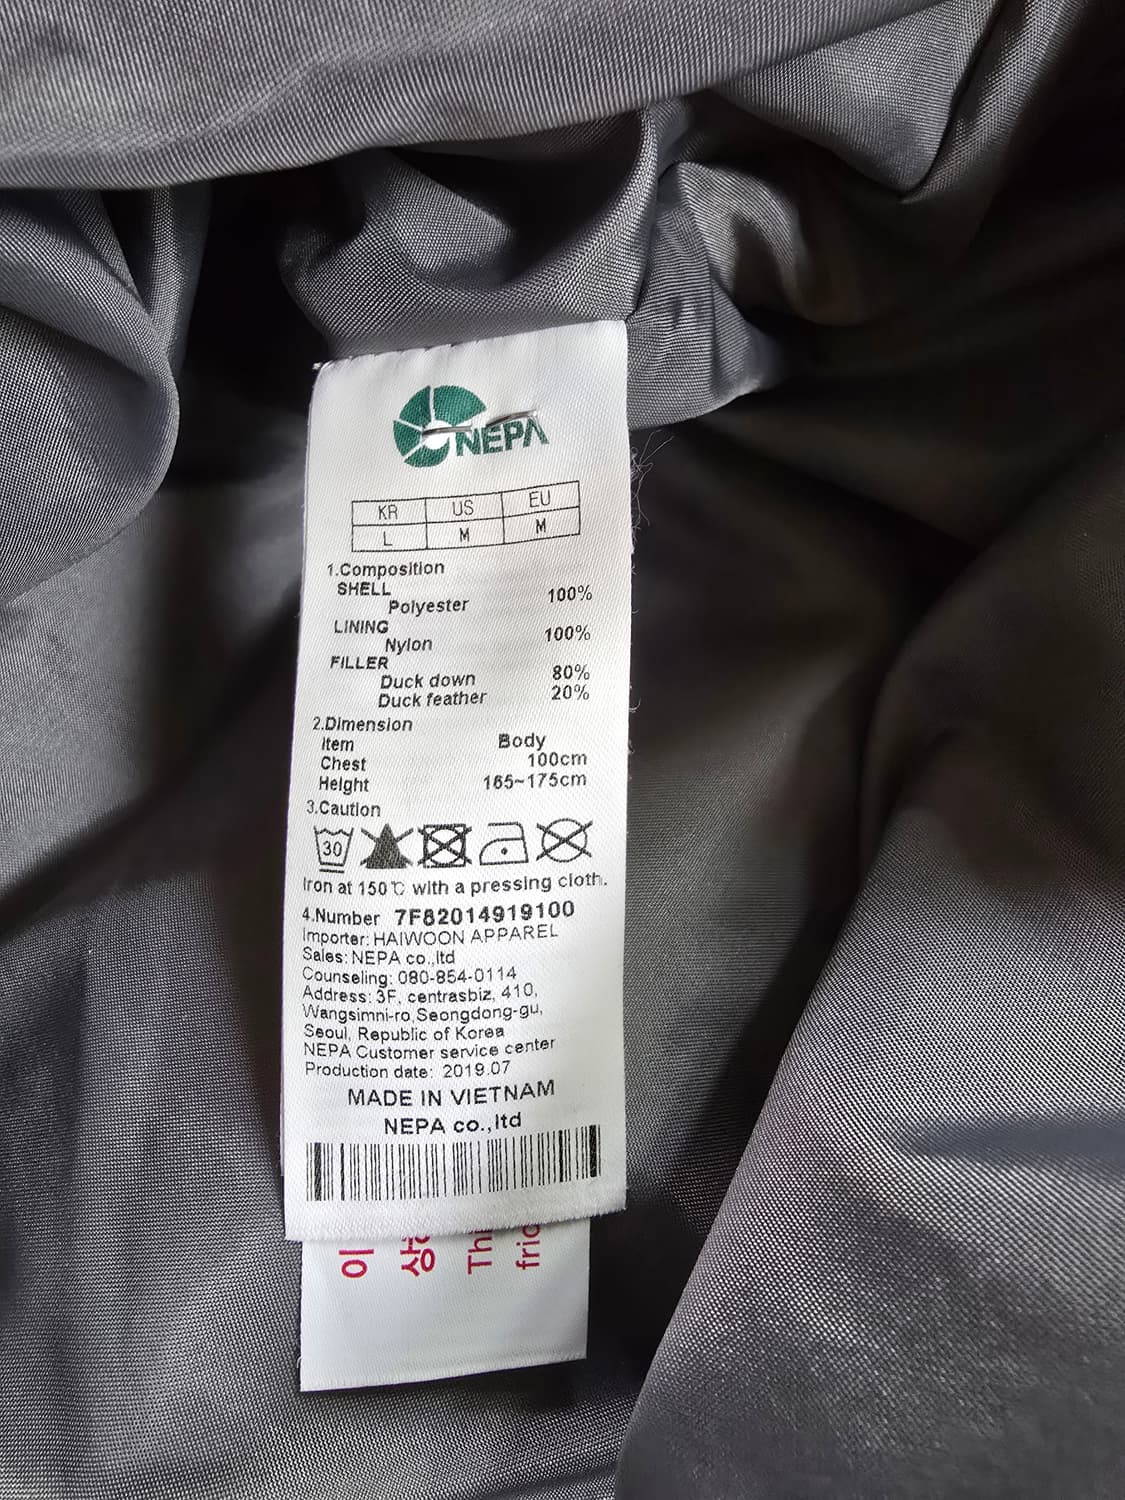 NEPA
KR US EU
L M M
1.Composition
SHELL
Polyester 100%
LINING
Nylon 100%
FILLER
Duck down 80%
Duck feather 20%
2.Dimension
Item Body
Chest 100cm
Height 165~175cm
3.Caution
30
Iron at 150℃ with a pressing cloth.
4.Number 7F82014919100
Importer: HAIWOON APPAREL
Sales: NEPA co.,ltd
Counseling: 080-854-0114
Address: 3F, centrasbiz, 410,
Wangsimni-ro,Seongdong-gu,
Seoul, Republic of Korea
NEPA Customer service center
Production date: 2019.07
MADE IN VIETNAM
NEPA co.,ltd
이
상
Thi
fric